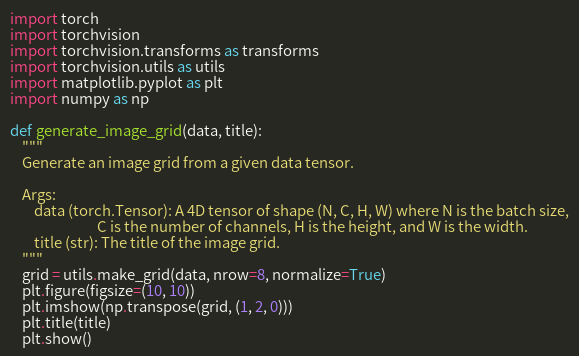 import torch
import torchvision
import torchvision.transforms as transforms
import torchvision.utils as utils
import matplotlib.pyplot as plt
import numpy as np

def generate_image_grid(data, title):
    """
    Generate an image grid from a given data tensor.

    Args:
        data (torch.Tensor): A 4D tensor of shape (N, C, H, W) where N is the batch size,
                             C is the number of channels, H is the height, and W is the width.
        title (str): The title of the image grid.
    """
    grid = utils.make_grid(data, nrow=8, normalize=True)
    plt.figure(figsize=(10, 10))
    plt.imshow(np.transpose(grid, (1, 2, 0)))
    plt.title(title)
    plt.show()